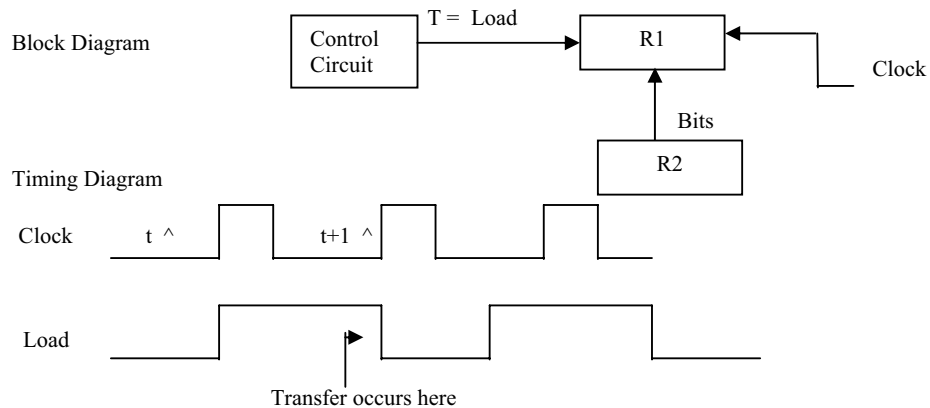 T = Load
Block Diagram
Control
Circuit
R1
Clock
Bits
R2
Timing Diagram
Clock
t ^
t+1 ^
Load
Transfer occurs here